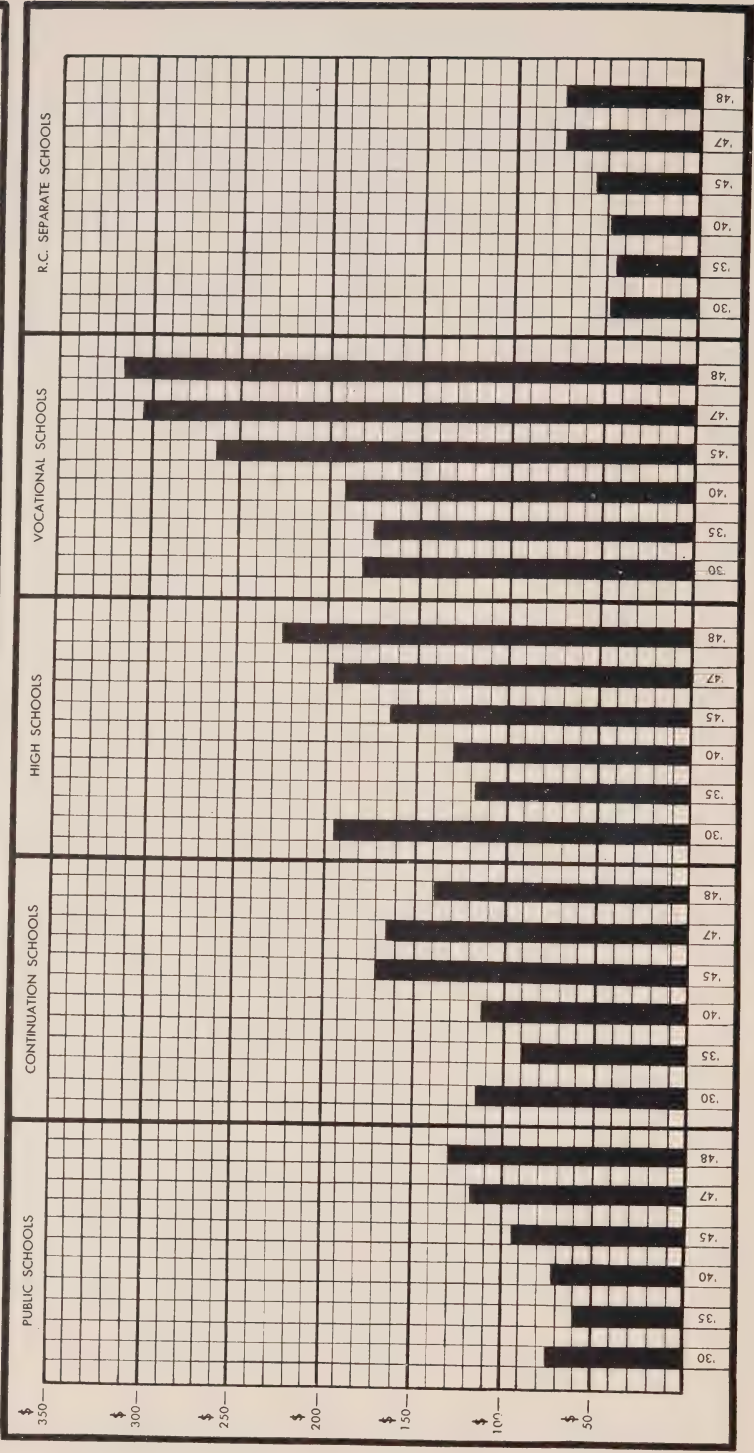 PUBLIC SCHOOLS
CONTINUATION SCHOOLS
HIGH SCHOOLS
VOCATIONAL SCHOOLS
R.C. SEPARATE SCHOOLS
$ 350—
$ 300—
$ 250—
$ 200—
$ 150—
$ 100—
$ 50—
'30 '35 '40 '45 '47 '48 '30 '35 '40 '45 '47 '48 '30 '35 '40 '45 '47 '48 '30 '35 '40 '45 '47 '48 '30 '35 '40 '45 '47 '48